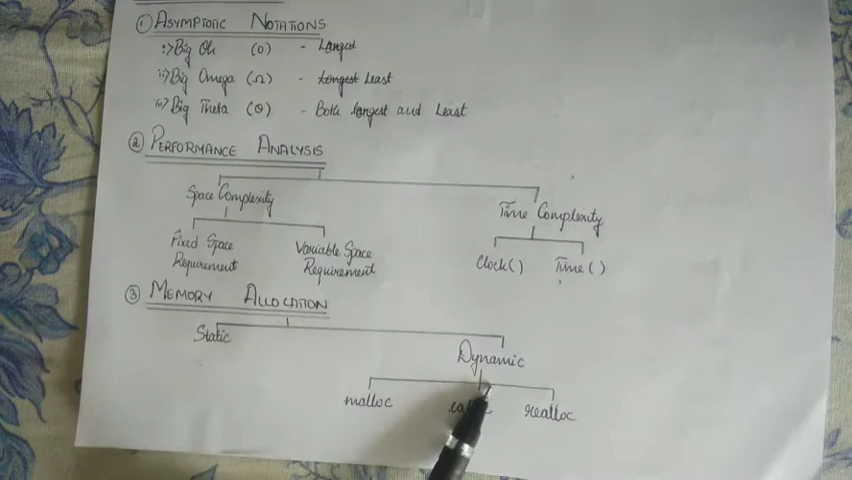 ① ASYMPTOTIC NOTATIONS
i) Big Oh (O) - Largest
ii) Big Omega (Ω) - Longest Least
iii) Big Theta (Θ) - Both largest and Least
② PERFORMANCE ANALYSIS
Space Complexity Time Complexity
Fixed Space Requirement
Variable Space Requirement
Clock() Time()
③ MEMORY ALLOCATION
Static Dynamic
malloc realloc